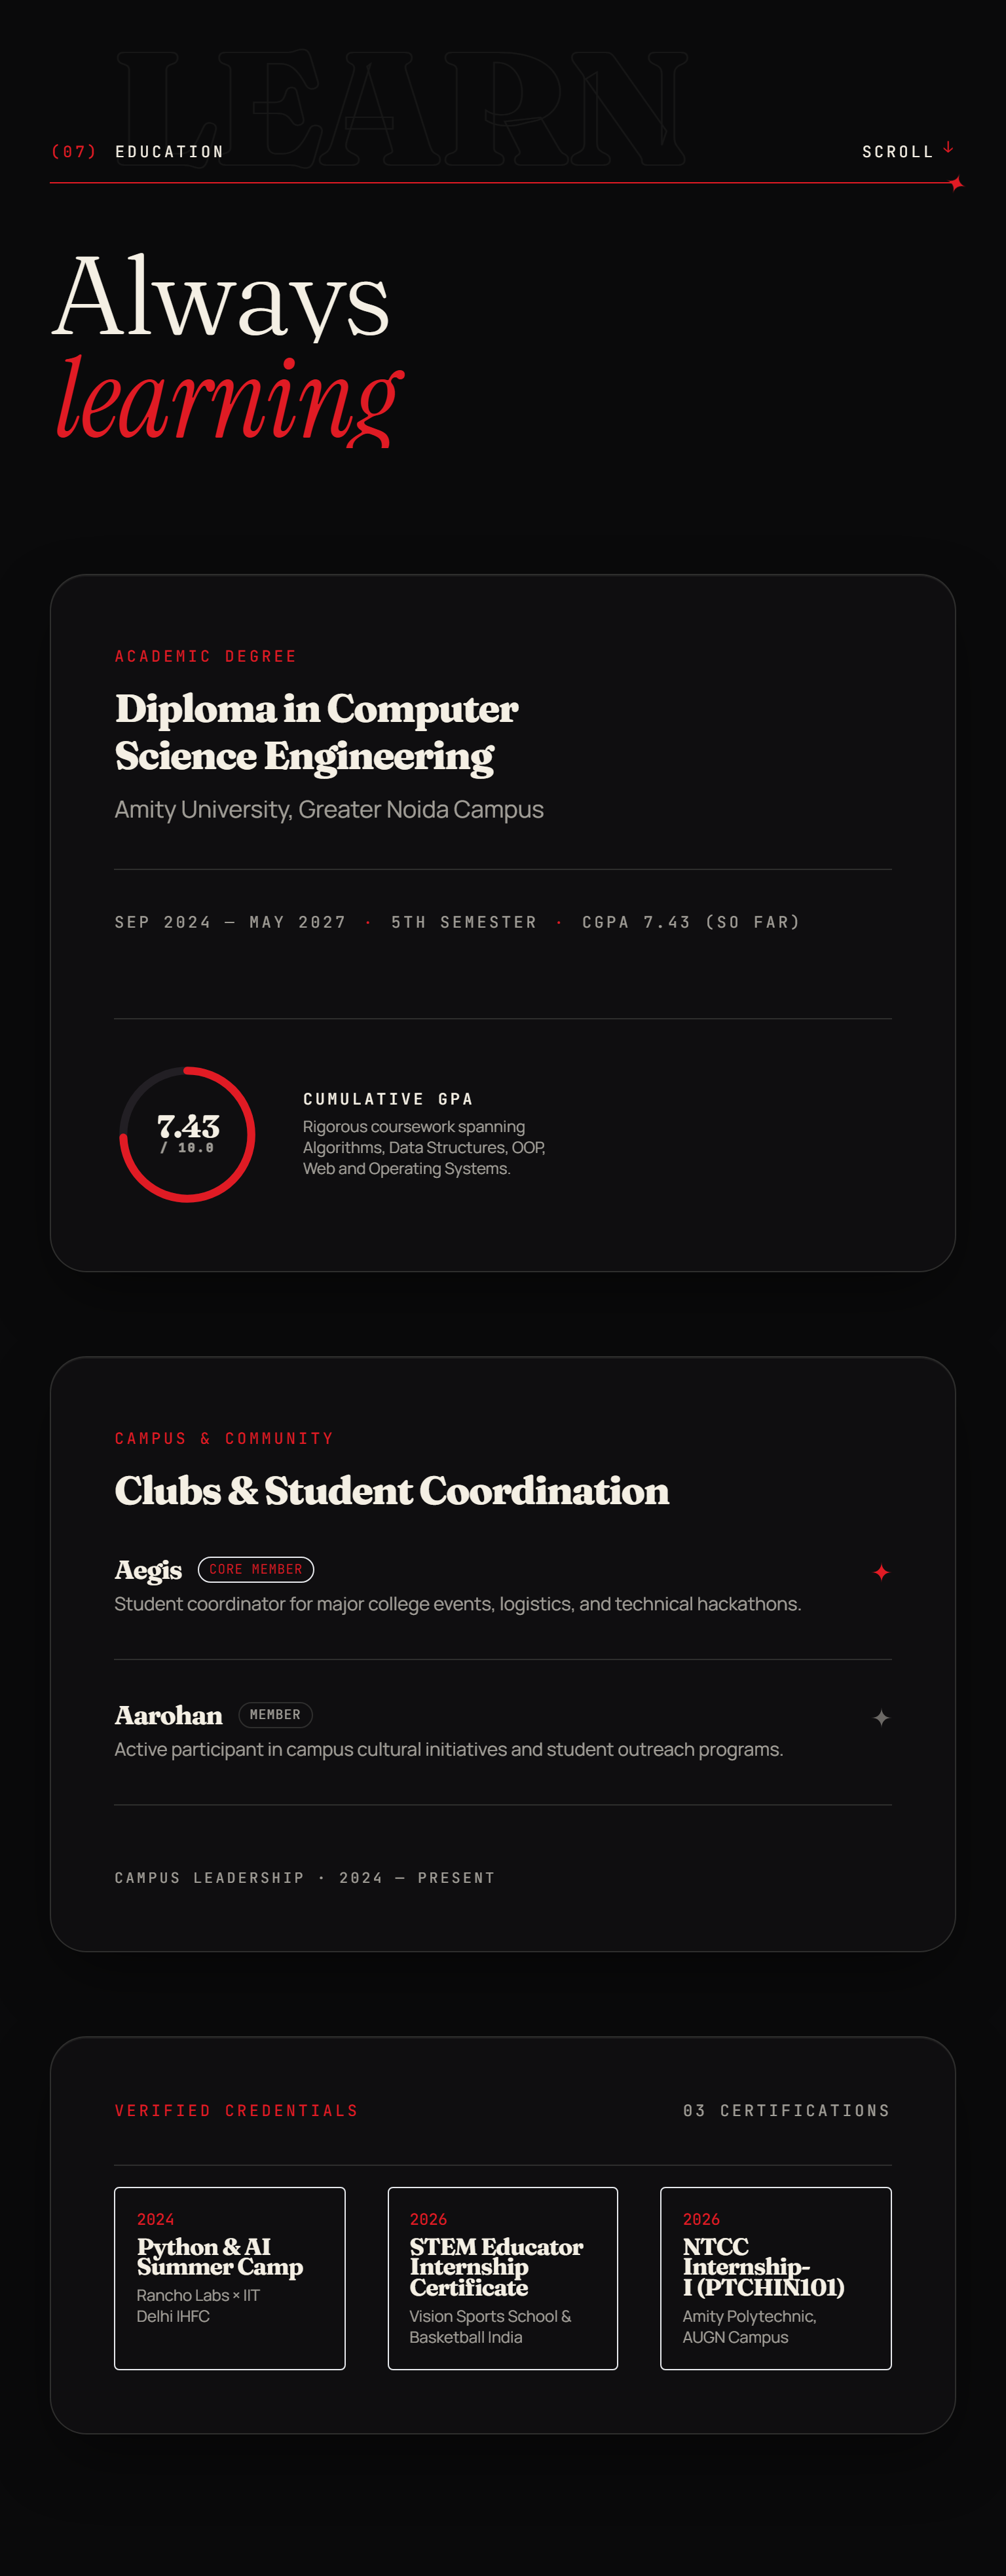 LEARN
(07) EDUCATION
SCROLL ↓
Always
learning
ACADEMIC DEGREE
Diploma in Computer
Science Engineering
Amity University, Greater Noida Campus
SEP 2024 — MAY 2027 · 5TH SEMESTER · CGPA 7.43 (SO FAR)
7.43
/ 10.0
CUMULATIVE GPA
Rigorous coursework spanning
Algorithms, Data Structures, OOP,
Web and Operating Systems.
CAMPUS & COMMUNITY
Clubs & Student Coordination
Aegis CORE MEMBER
Student coordinator for major college events, logistics, and technical hackathons.
Aarohan MEMBER
Active participant in campus cultural initiatives and student outreach programs.
CAMPUS LEADERSHIP · 2024 — PRESENT
VERIFIED CREDENTIALS
03 CERTIFICATIONS
2024
Python & AI
Summer Camp
Rancho Labs × IIT
Delhi IHFC
2026
STEM Educator
Internship
Certificate
Vision Sports School &
Basketball India
2026
NTCC
Internship-
I (PTCHIN101)
Amity Polytechnic,
AUGN Campus